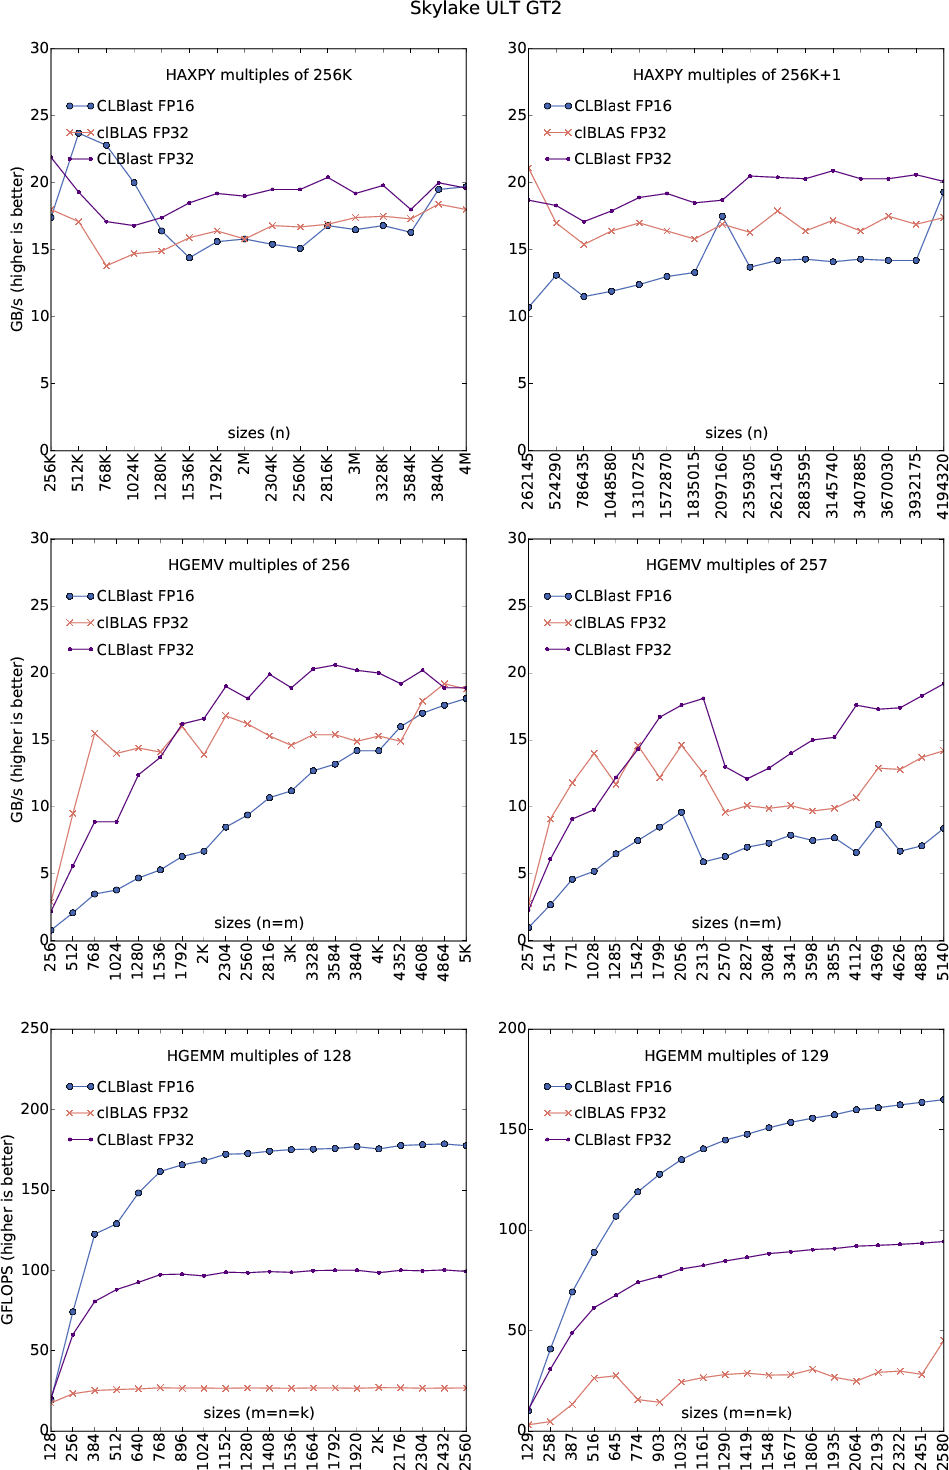 Skylake ULT GT2
HAXPY multiples of 256K
CLBlast FP16
clBLAS FP32
CLBlast FP32
GB/s (higher is better)
30
25
20
15
10
5
0
sizes (n)
256K 512K 768K 1024K 1280K 1536K 1792K 2M 2304K 2560K 2816K 3M 3328K 3584K 3840K 4M
HAXPY multiples of 256K+1
CLBlast FP16
clBLAS FP32
CLBlast FP32
30
25
20
15
10
5
0
sizes (n)
262145 524290 786435 1048580 1310725 1572870 1835015 2097160 2359305 2621450 2883595 3145740 3407885 3670030 3932175 4194320
HGEMV multiples of 256
CLBlast FP16
clBLAS FP32
CLBlast FP32
GB/s (higher is better)
30
25
20
15
10
5
0
sizes (n=m)
256 512 768 1024 1280 1536 1792 2K 2304 2560 2816 3K 3328 3584 3840 4K 4352 4608 4864 5K
HGEMV multiples of 257
CLBlast FP16
clBLAS FP32
CLBlast FP32
30
25
20
15
10
5
0
sizes (n=m)
257 514 771 1028 1285 1542 1799 2056 2313 2570 2827 3084 3341 3598 3855 4112 4369 4626 4883 5140
HGEMM multiples of 128
CLBlast FP16
clBLAS FP32
CLBlast FP32
GFLOPS (higher is better)
250
200
150
100
50
0
sizes (m=n=k)
128 256 384 512 640 768 896 1024 1152 1280 1408 1536 1664 1792 1920 2K 2176 2304 2432 2560
HGEMM multiples of 129
CLBlast FP16
clBLAS FP32
CLBlast FP32
200
150
100
50
0
sizes (m=n=k)
129 258 387 516 645 774 903 1032 1161 1290 1419 1548 1677 1806 1935 2064 2193 2322 2451 2580